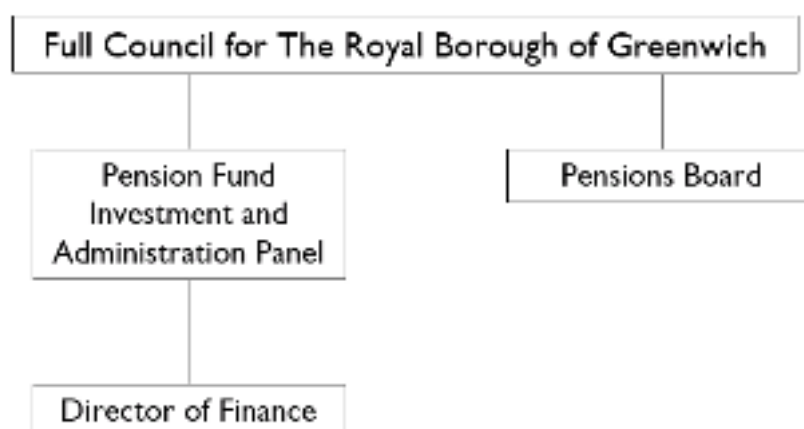 Full Council for The Royal Borough of Greenwich
Pension Fund
Investment and
Administration Panel
Pensions Board
Director of Finance